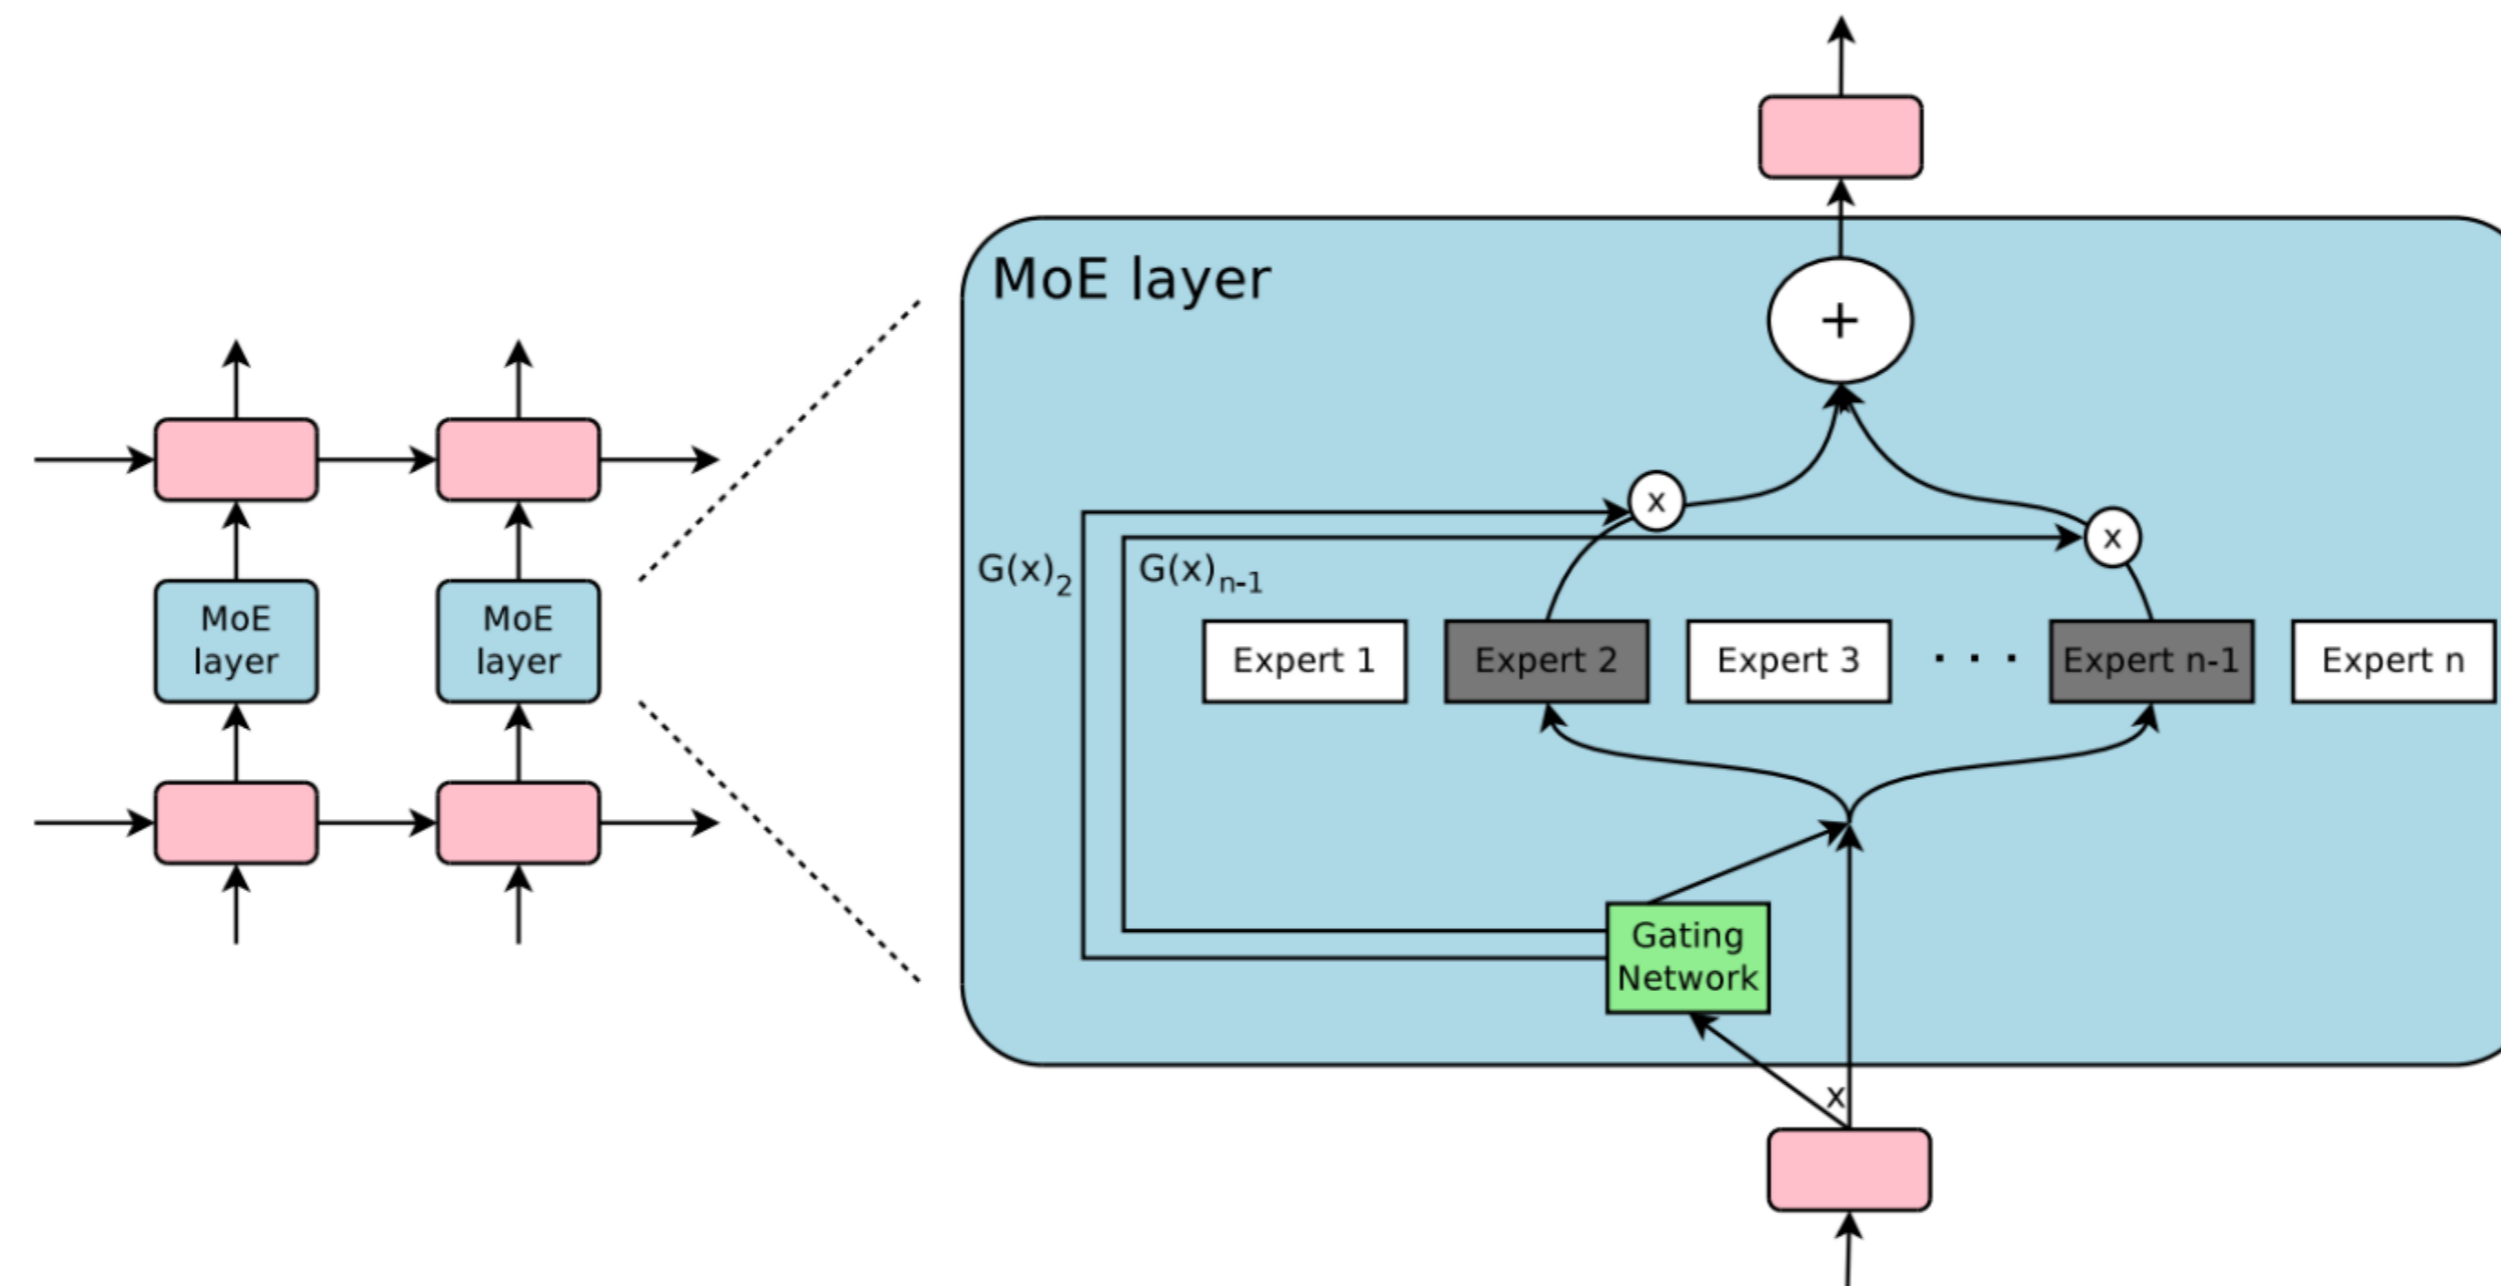 MoE
layer
MoE
layer
MoE layer
+
x
x
G(x)2
G(x)n-1
Expert 1
Expert 2
Expert 3
. . .
Expert n-1
Expert n
Gating
Network
x